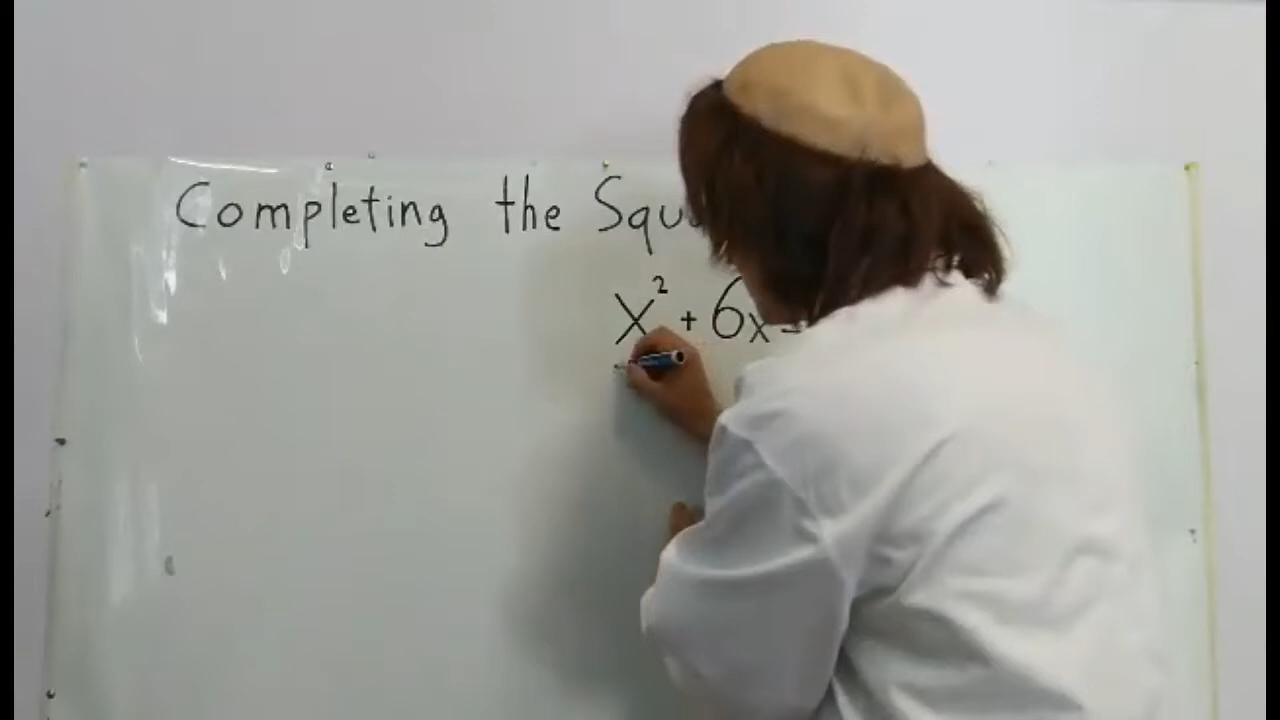 Completing the Squ
x² + 6x